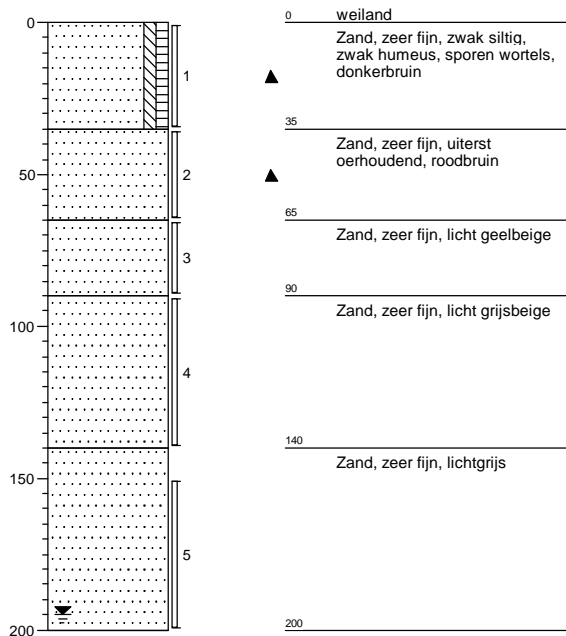 0
0 weiland
Zand, zeer fijn, zwak siltig,
zwak humeus, sporen wortels,
donkerbruin
1
35
Zand, zeer fijn, uiterst
oerhoudend, roodbruin
50
2
65
Zand, zeer fijn, licht geelbeige
3
90
Zand, zeer fijn, licht grijsbeige
100
4
140
Zand, zeer fijn, lichtgrijs
150
5
200
200